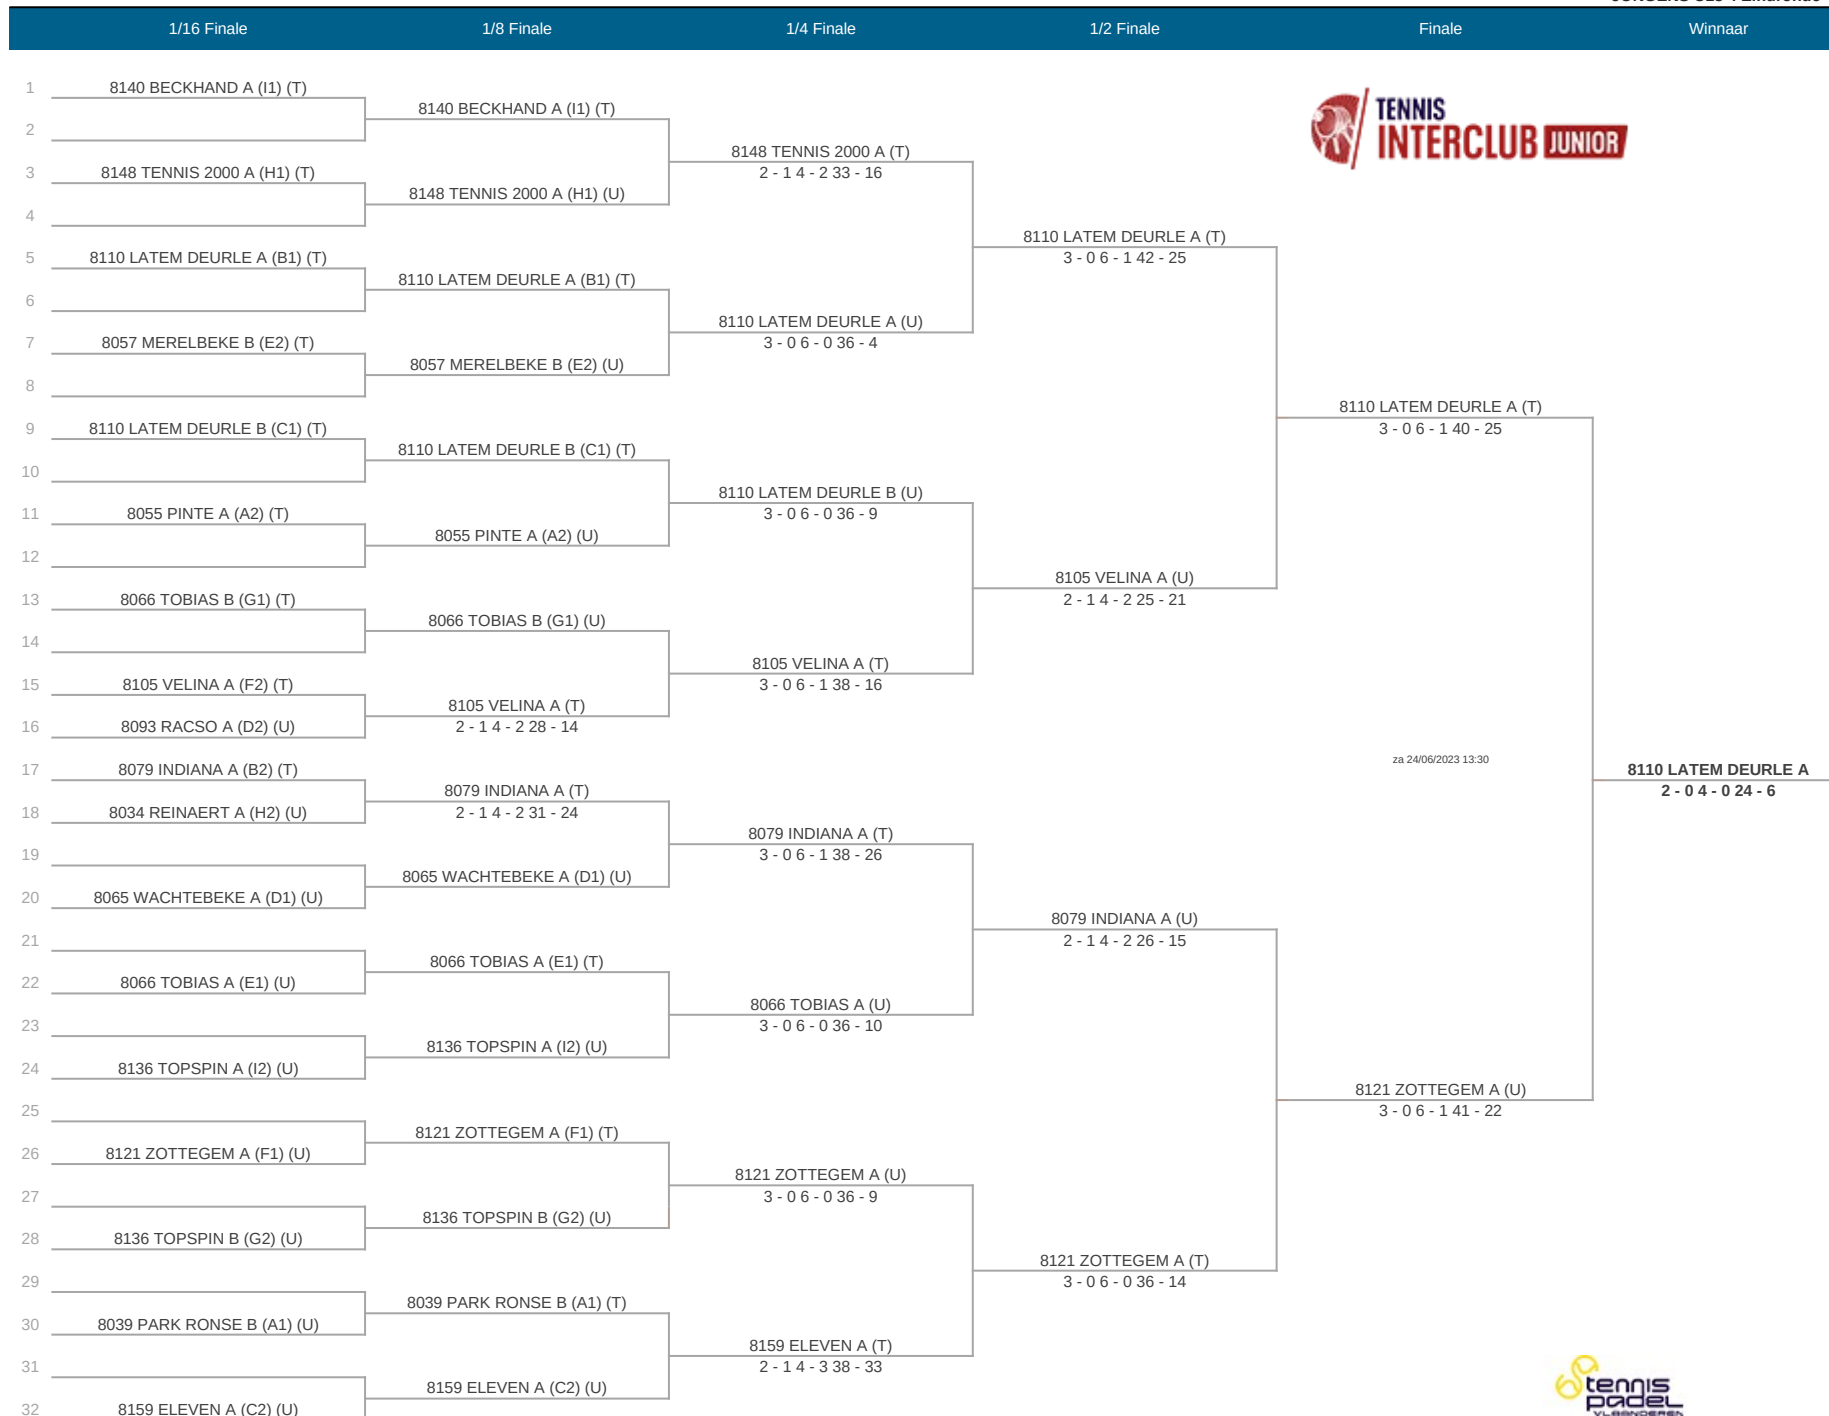 1/16 Finale
1/8 Finale
1/4 Finale
1/2 Finale
Finale
Winnaar
TENNIS
INTERCLUB JUNIOR
1
8140 BECKHAND A (I1) (T)
2
3
8148 TENNIS 2000 A (H1) (T)
4
5
8110 LATEM DEURLE A (B1) (T)
6
7
8057 MERELBEKE B (E2) (T)
8
9
8110 LATEM DEURLE B (C1) (T)
10
11
8055 PINTE A (A2) (T)
12
13
8066 TOBIAS B (G1) (T)
14
15
8105 VELINA A (F2) (T)
16
8093 RACSO A (D2) (U)
17
8079 INDIANA A (B2) (T)
18
8034 REINAERT A (H2) (U)
19
20
8065 WACHTEBEKE A (D1) (U)
21
22
8066 TOBIAS A (E1) (U)
23
24
8136 TOPSPIN A (I2) (U)
25
26
8121 ZOTTEGEM A (F1) (U)
27
28
8136 TOPSPIN B (G2) (U)
29
30
8039 PARK RONSE B (A1) (U)
31
32
8159 ELEVEN A (C2) (U)
8140 BECKHAND A (I1) (T)
8148 TENNIS 2000 A (H1) (U)
8110 LATEM DEURLE A (B1) (T)
8057 MERELBEKE B (E2) (U)
8110 LATEM DEURLE B (C1) (T)
8055 PINTE A (A2) (U)
8066 TOBIAS B (G1) (U)
8105 VELINA A (T)
2 - 1 4 - 2 28 - 14
8079 INDIANA A (T)
2 - 1 4 - 2 31 - 24
8065 WACHTEBEKE A (D1) (U)
8066 TOBIAS A (E1) (T)
8136 TOPSPIN A (I2) (U)
8121 ZOTTEGEM A (F1) (T)
8136 TOPSPIN B (G2) (U)
8039 PARK RONSE B (A1) (T)
8159 ELEVEN A (C2) (U)
8148 TENNIS 2000 A (T)
2 - 1 4 - 2 33 - 16
8110 LATEM DEURLE A (U)
3 - 0 6 - 0 36 - 4
8110 LATEM DEURLE B (U)
3 - 0 6 - 0 36 - 9
8105 VELINA A (T)
3 - 0 6 - 1 38 - 16
8079 INDIANA A (T)
3 - 0 6 - 1 38 - 26
8066 TOBIAS A (U)
3 - 0 6 - 0 36 - 10
8121 ZOTTEGEM A (U)
3 - 0 6 - 0 36 - 9
8159 ELEVEN A (T)
2 - 1 4 - 3 38 - 33
8110 LATEM DEURLE A (T)
3 - 0 6 - 1 42 - 25
8105 VELINA A (U)
2 - 1 4 - 2 25 - 21
8079 INDIANA A (U)
2 - 1 4 - 2 26 - 15
8121 ZOTTEGEM A (T)
3 - 0 6 - 0 36 - 14
8110 LATEM DEURLE A (T)
3 - 0 6 - 1 40 - 25
za 24/06/2023 13:30
8121 ZOTTEGEM A (U)
3 - 0 6 - 1 41 - 22
8110 LATEM DEURLE A
2 - 0 4 - 0 24 - 6
tennis
padel
VLAANDEREN